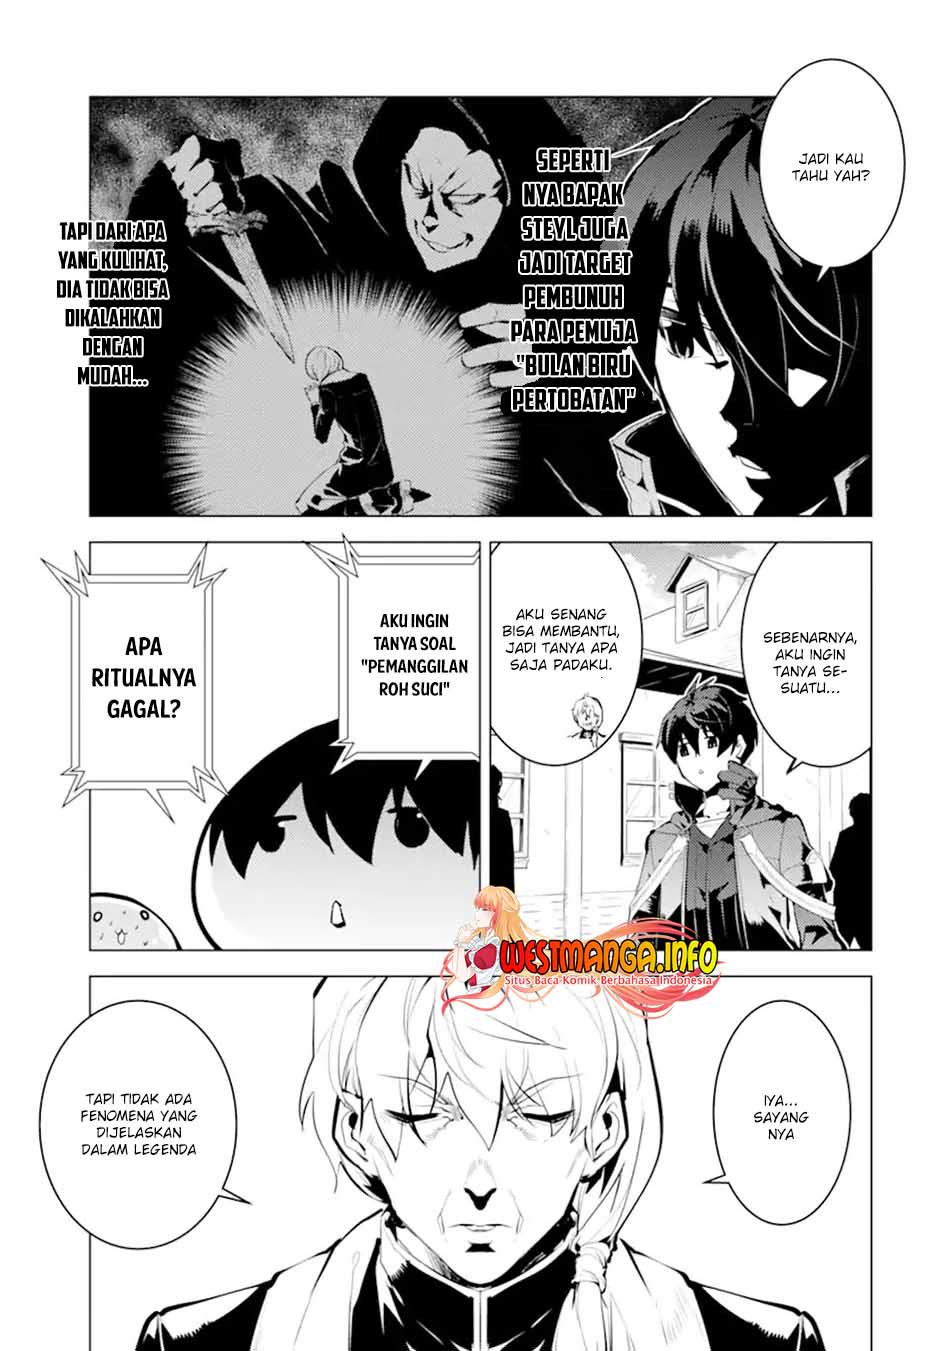 JADI KAU
TAHU YAH?
SEPERTI
NYA BAPAK
STEYL JUGA
JADI TARGET
PEMBUNUH
PARA PEMUJA
"BULAN BIRU
PERTOBATAN"
TAPI DARI APA
YANG KULIHAT,
DIA TIDAK BISA
DIKALAHKAN
DENGAN
MUDAH...
SEBENARNYA,
AKU INGIN
TANYA SE-
SUATU...
AKU SENANG
BISA MEMBANTU,
JADI TANYA APA
SAJA PADAKU.
AKU INGIN
TANYA SOAL
"PEMANGGILAN
ROH SUCI"
APA
RITUALNYA
GAGAL?
WESTMANGA.INFO
Situs Baca Komik Berbahasa Indonesia
IYA...
SAYANG
NYA
TAPI TIDAK ADA
FENOMENA YANG
DIJELASKAN
DALAM LEGENDA